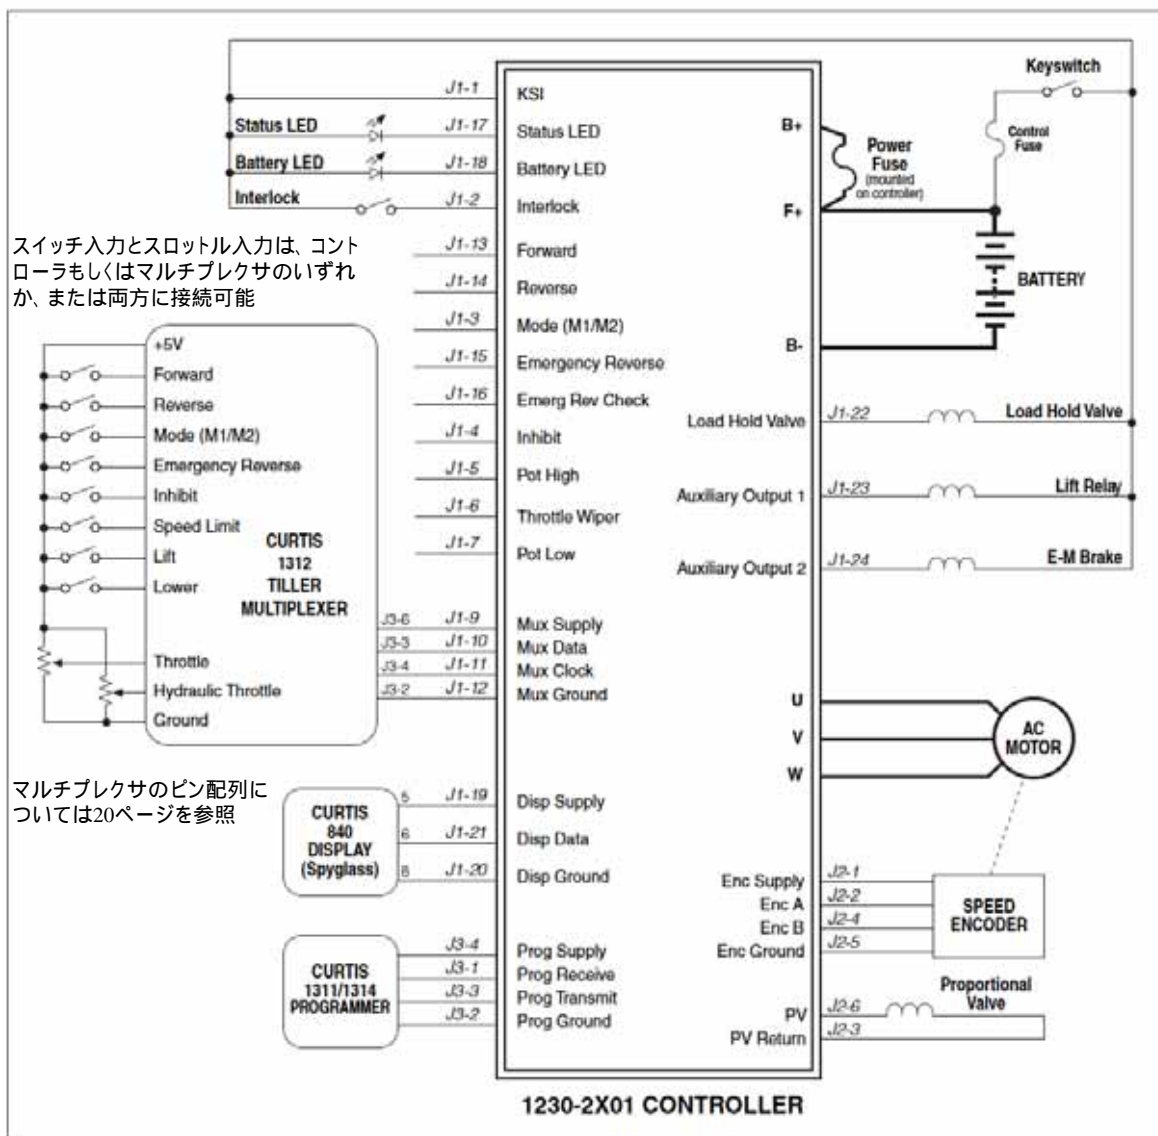 Keyswitch
Control
Fuse
J1-1
KSI
Status LED
J1-17
Status LED
Battery LED
J1-18
Battery LED
Interlock
J1-2
Interlock
B+
Power
Fuse
(mounted
on controller)
F+
BATTERY
B-
スイッチ入力とスロットル入力は、コント
ローラもしくはマルチプレクサのいずれ
か、または両方に接続可能
J1-13
Forward
J1-14
Reverse
J1-3
Mode (M1/M2)
J1-15
Emergency Reverse
J1-16
Emerg Rev Check
J1-4
Inhibit
J1-5
Pot High
J1-6
Throttle Wiper
J1-7
Pot Low
Load Hold Valve
J1-22
Load Hold Valve
Auxiliary Output 1
J1-23
Lift Relay
Auxiliary Output 2
J1-24
E-M Brake
+5V
Forward
Reverse
Mode (M1/M2)
Emergency Reverse
Inhibit
Speed Limit
Lift
Lower
Throttle
Hydraulic Throttle
Ground
CURTIS
1312
TILLER
MULTIPLEXER
J3-6
J1-9
Mux Supply
J3-3
J1-10
Mux Data
J3-4
J1-11
Mux Clock
J3-2
J1-12
Mux Ground
U
V
W
AC
MOTOR
マルチプレクサのピン配列に
ついては20ページを参照
CURTIS
840
DISPLAY
(Spyglass)
5
J1-19
Disp Supply
6
J1-21
Disp Data
8
J1-20
Disp Ground
Enc Supply
J2-1
Enc A
J2-2
Enc B
J2-4
Enc Ground
J2-5
SPEED
ENCODER
CURTIS
1311/1314
PROGRAMMER
J3-4
Prog Supply
J3-1
Prog Receive
J3-3
Prog Transmit
J3-2
Prog Ground
Proportional
Valve
PV
J2-6
PV Return
J2-3
1230-2X01 CONTROLLER